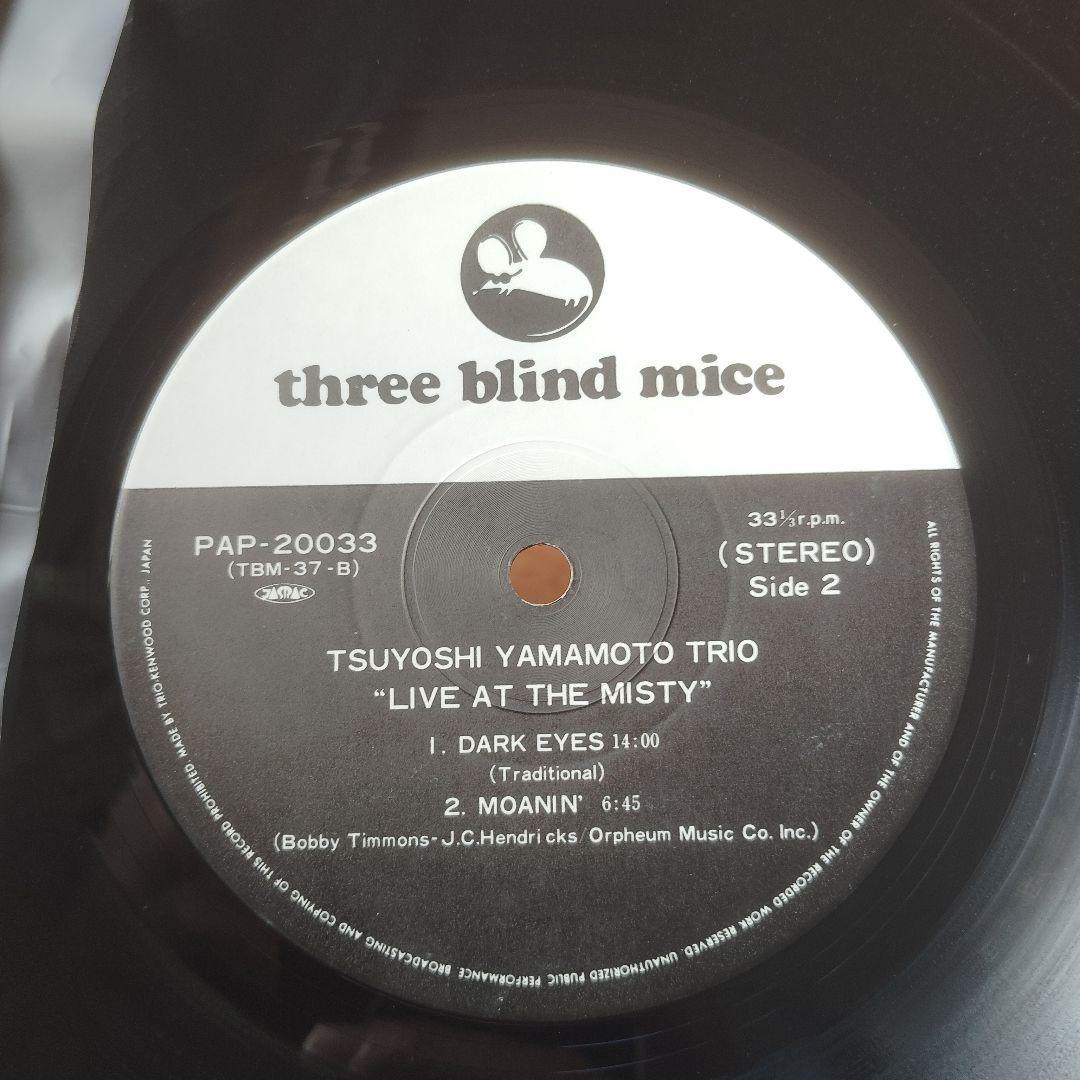 three blind mice
PAP-20033
(TBM-37-B)
JASRAC
33⅓r.p.m.
(STEREO)
Side 2
TSUYOSHI YAMAMOTO TRIO
“LIVE AT THE MISTY”
1. DARK EYES 14:00
(Traditional)
2. MOANIN' 6:45
(Bobby Timmons-J.C.Hendricks/Orpheum Music Co. Inc.)
ALL RIGHTS OF THE MANUFACTURER AND OF THE OWNER OF THE RECORDED WORK RESERVED. UNAUTHORIZED PUBLIC PERFORMANCE BROADCASTING AND COPYING OF THIS RECORD PROHIBITED. MADE BY TRIO-KENWOOD CORP., JAPAN